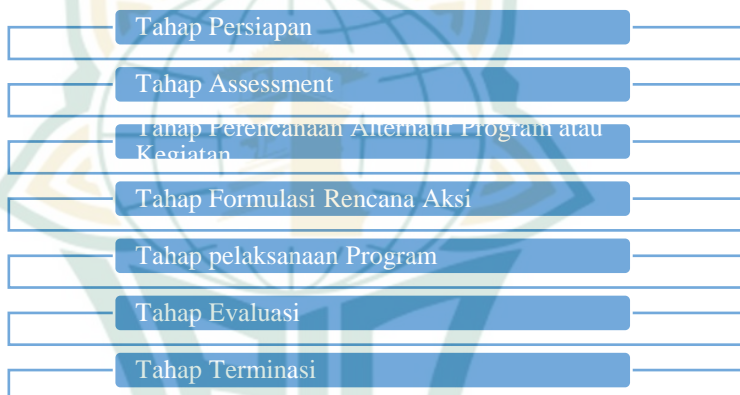 Tahap Persiapan
Tahap Assessment
Tahap Perencanaan Alternatif Program atau
Kegiatan
Tahap Formulasi Rencana Aksi
Tahap pelaksanaan Program
Tahap Evaluasi
Tahap Terminasi